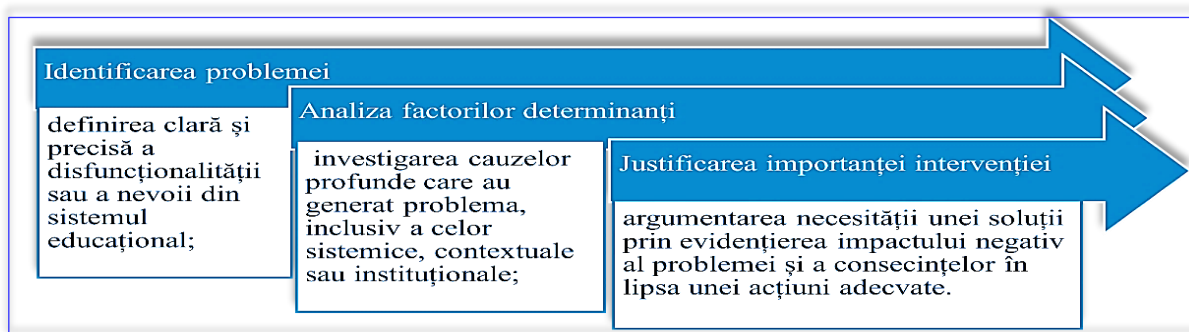 Identificarea problemei
definirea clară și
precisă a
disfuncționalității
sau a nevoii din
sistemul
educațional;
Analiza factorilor determinanți
investigarea cauzelor
profunde care au
generat problema,
inclusiv a celor
sistemice, contextuale
sau instituționale;
Justificarea importanței intervenției
argumentarea necesității unei soluții
prin evidențierea impactului negativ
al problemei și a consecințelor în
lipsa unei acțiuni adecvate.